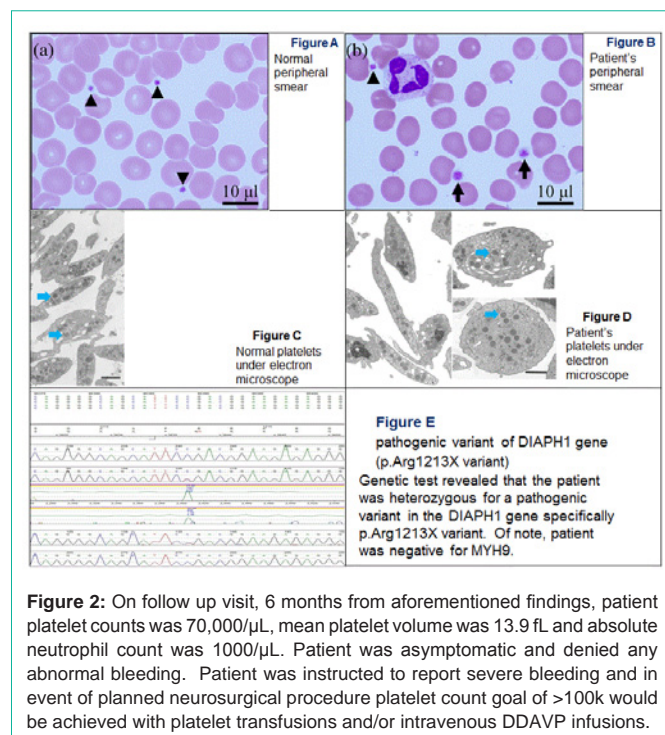 (a)
Figure A
Normal
peripheral
smear
10 µl
(b)
Figure B
Patient's
peripheral
smear
10 µl
Figure C
Normal platelets
under electron
microscope
Figure D
Patient's
platelets under
electron
microscope
Figure E
pathogenic variant of DIAPH1 gene
(p.Arg1213X variant)
Genetic test revealed that the patient
was heterozygous for a pathogenic
variant in the DIAPH1 gene specifically
p.Arg1213X variant. Of note, patient
was negative for MYH9.
Figure 2: On follow up visit, 6 months from aforementioned findings, patient
platelet counts was 70,000/µL, mean platelet volume was 13.9 fL and absolute
neutrophil count was 1000/µL. Patient was asymptomatic and denied any
abnormal bleeding. Patient was instructed to report severe bleeding and in
event of planned neurosurgical procedure platelet count goal of >100k would
be achieved with platelet transfusions and/or intravenous DDAVP infusions.